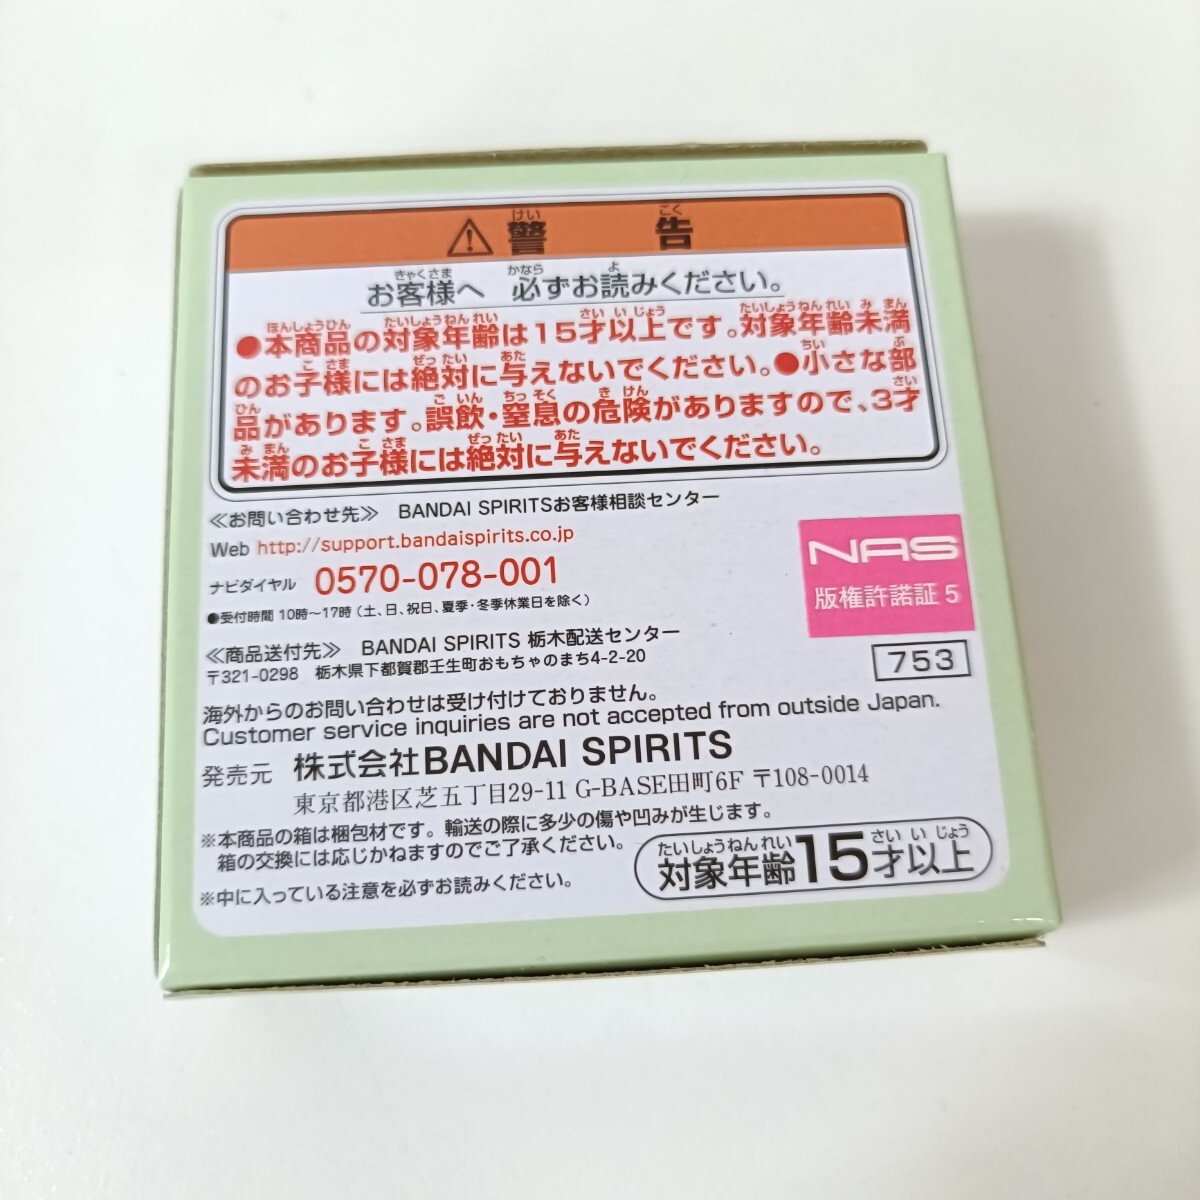 警告
お客様へ 必ずお読みください。
●本商品の対象年齢は15才以上です。対象年齢未満
のお子様には絶対に与えないでください。●小さな部
品があります。誤飲・窒息の危険がありますので、3才
未満のお子様には絶対に与えないでください。
≪お問い合わせ先≫ BANDAI SPIRITSお客様相談センター
Web http://support.bandaispirits.co.jp
ナビダイヤル 0570-078-001
●受付時間 10時～17時（土、日、祝日、夏季・冬季休業日を除く）
NAS
版権許諾証 5
≪商品送付先≫ BANDAI SPIRITS 栃木配送センター
〒321-0298 栃木県下都賀郡壬生町おもちゃのまち4-2-20
753
海外からのお問い合わせは受け付けておりません。
Customer service inquiries are not accepted from outside Japan.
発売元 株式会社BANDAI SPIRITS
東京都港区芝五丁目29-11 G-BASE田町6F 〒108-0014
※本商品の箱は梱包材です。輸送の際に多少の傷や凹みが生じます。
箱の交換には応じかねますのでご了承ください。
※中に入っている注意を必ずお読みください。
対象年齢15才以上